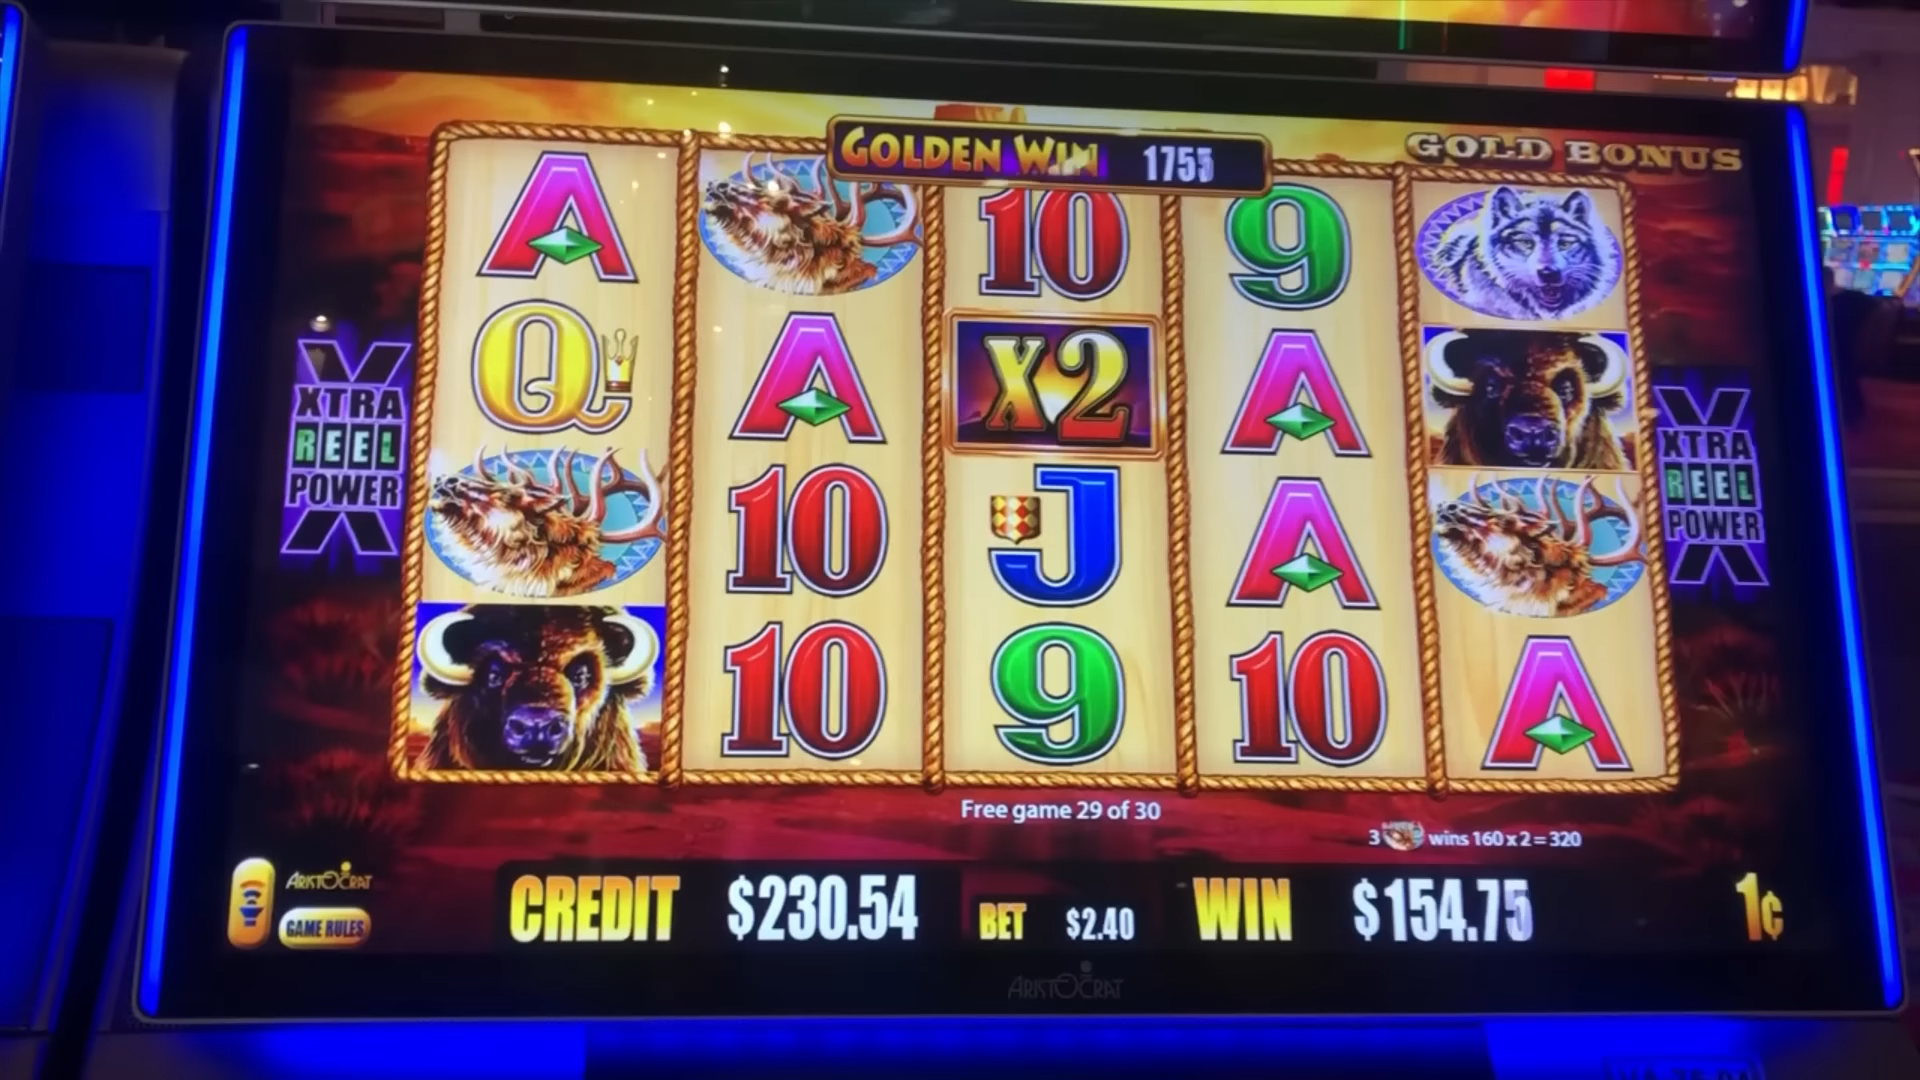 GOLDEN WIN 1755
GOLD BONUS
A
10
9
Q
A
X2
A
XTRA
REEL
POWER
XTRA
REEL
POWER
10
J
A
10
9
10
A
Free game 29 of 30
3 wins 160 x 2 = 320
ARISTOCRAT
GAME RULES
CREDIT $230.54
BET $2.40
WIN $154.75
1¢
ARISTOCRAT